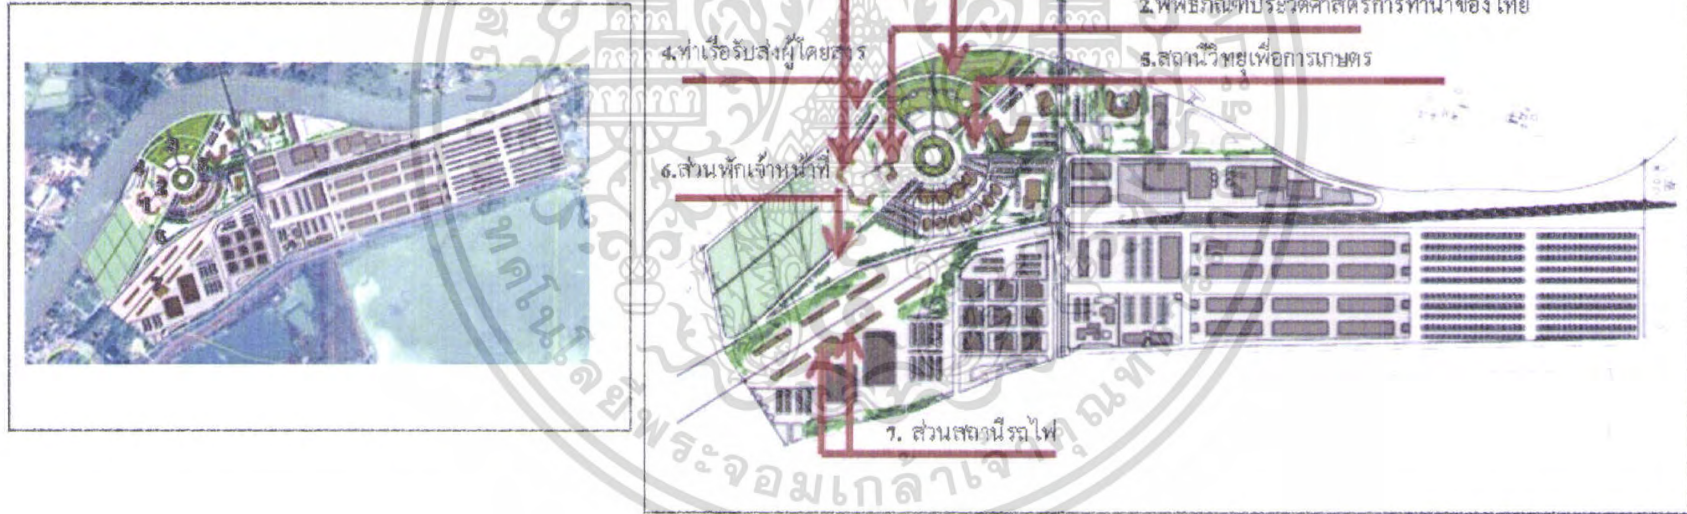 2.พิพิธภัณฑ์ประวัติศาสตร์การทำนาของไทย
4.ท่าเรือรับส่งผู้โดยสาร
5.สถานีวิทยุเพื่อการเกษตร
6.ส่วนพักเจ้าหน้าที่
7. ส่วนสถานีรถไฟ